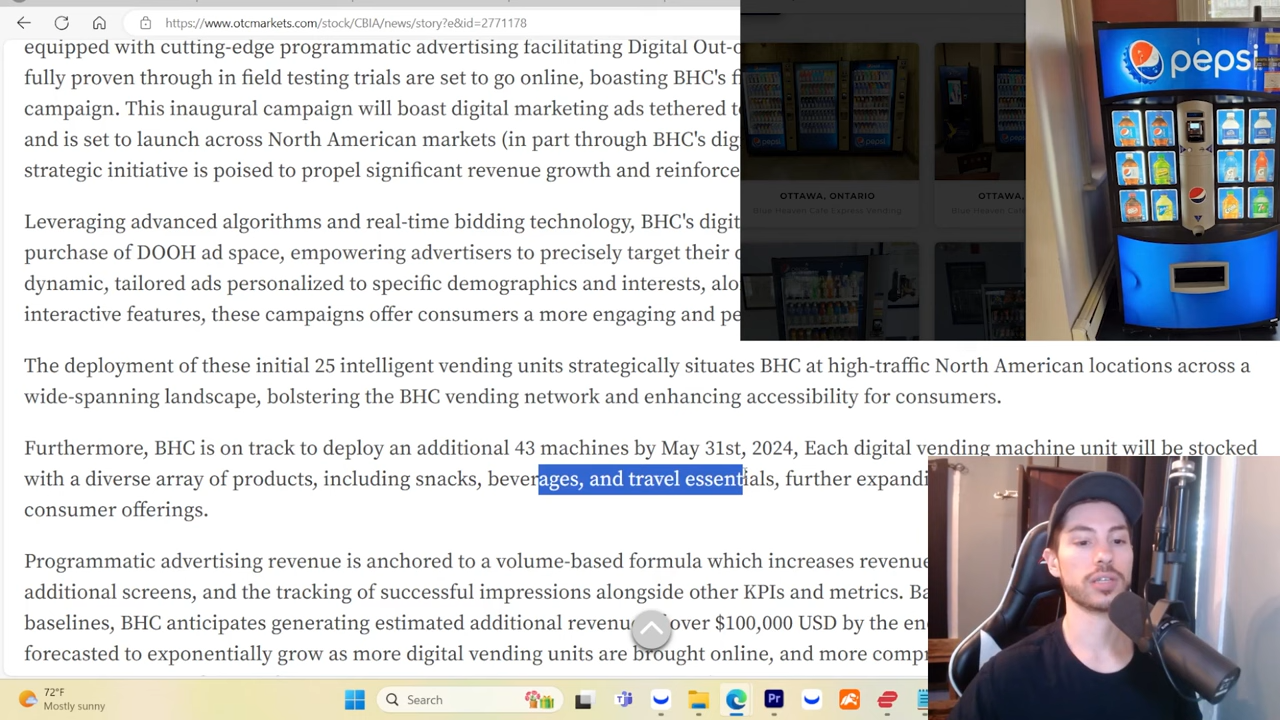 https://www.otcmarkets.com/stock/CBIA/news/story?e&id=2771178
equipped with cutting-edge programmatic advertising facilitating Digital Out-o
fully proven through in field testing trials are set to go online, boasting BHC's fi
campaign. This inaugural campaign will boast digital marketing ads tethered t
and is set to launch across North American markets (in part through BHC's dig
strategic initiative is poised to propel significant revenue growth and reinforce
pepsi
OTTAWA, ONTARIO
OTTAWA,
Blue Heaven Cafe Express Vending
Blue Heaven Caf
Leveraging advanced algorithms and real-time bidding technology, BHC's digit
purchase of DOOH ad space, empowering advertisers to precisely target their
dynamic, tailored ads personalized to specific demographics and interests, alo
interactive features, these campaigns offer consumers a more engaging and pe
The deployment of these initial 25 intelligent vending units strategically situates BHC at high-traffic North American locations across a
wide-spanning landscape, bolstering the BHC vending network and enhancing accessibility for consumers.
Furthermore, BHC is on track to deploy an additional 43 machines by May 31st, 2024, Each digital vending machine unit will be stocked
with a diverse array of products, including snacks, beverages, and travel essentials, further expandi
consumer offerings.
Programmatic advertising revenue is anchored to a volume-based formula which increases revenue
additional screens, and the tracking of successful impressions alongside other KPIs and metrics. Ba
baselines, BHC anticipates generating estimated additional revenu over $100,000 USD by the en
forecasted to exponentially grow as more digital vending units are brought online, and more comp
72°F
Mostly sunny
Search
Pr